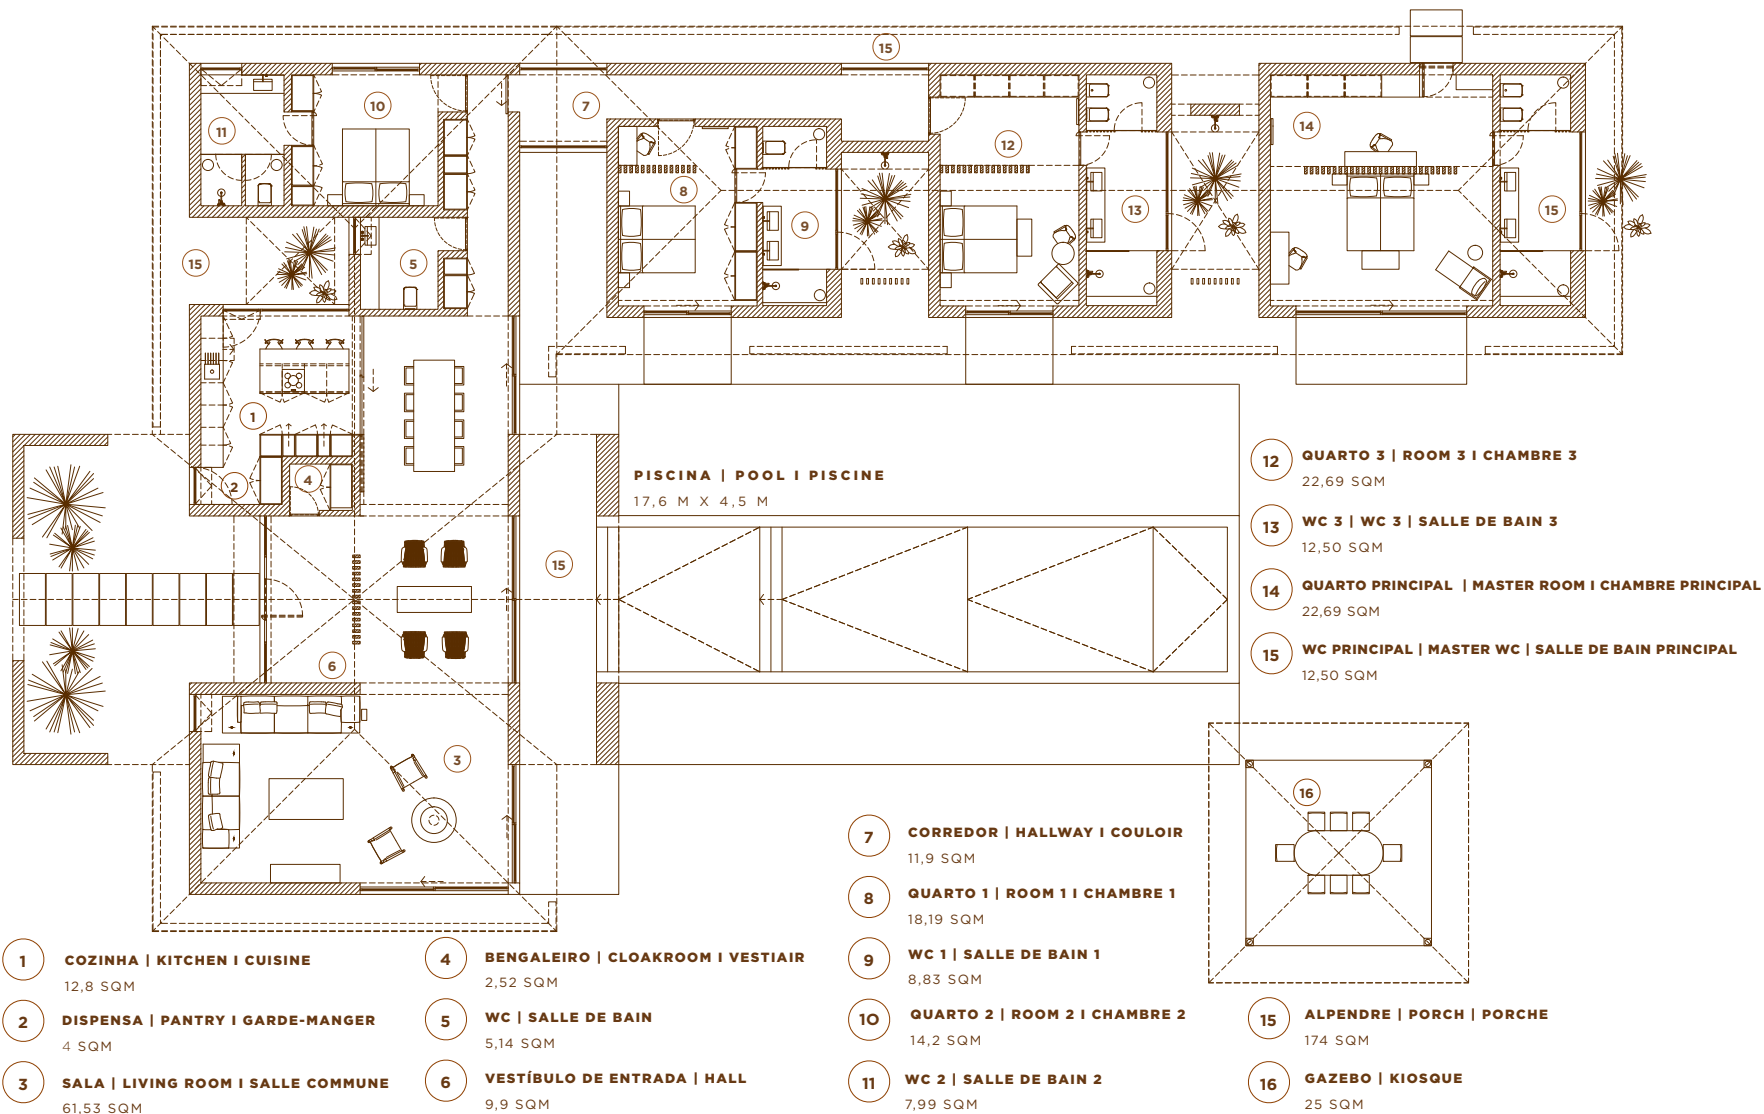 15
10
7
11
12
14
8
13
15
9
15
5
1
2
4
15
6
3
16
PISCINA | POOL I PISCINE
17,6 M X 4,5 M
12 QUARTO 3 | ROOM 3 I CHAMBRE 3
22,69 SQM
13 WC 3 | WC 3 | SALLE DE BAIN 3
12,50 SQM
14 QUARTO PRINCIPAL | MASTER ROOM I CHAMBRE PRINCIPAL
22,69 SQM
15 WC PRINCIPAL | MASTER WC | SALLE DE BAIN PRINCIPAL
12,50 SQM
1 COZINHA | KITCHEN I CUISINE
12,8 SQM
2 DISPENSA | PANTRY I GARDE-MANGER
4 SQM
3 SALA | LIVING ROOM I SALLE COMMUNE
61,53 SQM
4 BENGALEIRO | CLOAKROOM I VESTIAIR
2,52 SQM
5 WC | SALLE DE BAIN
5,14 SQM
6 VESTÍBULO DE ENTRADA | HALL
9,9 SQM
7 CORREDOR | HALLWAY I COULOIR
11,9 SQM
8 QUARTO 1 | ROOM 1 I CHAMBRE 1
18,19 SQM
9 WC 1 | SALLE DE BAIN 1
8,83 SQM
10 QUARTO 2 | ROOM 2 I CHAMBRE 2
14,2 SQM
11 WC 2 | SALLE DE BAIN 2
7,99 SQM
15 ALPENDRE | PORCH | PORCHE
174 SQM
16 GAZEBO | KIOSQUE
25 SQM